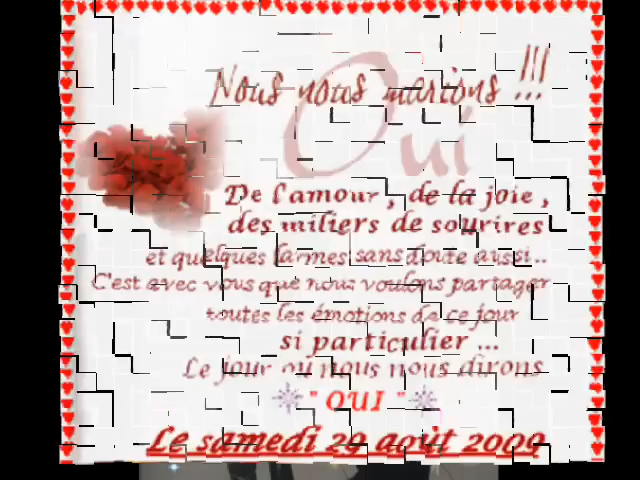 Nous nous marions !!!
Oui
De l'amour, de la joie,
des miliers de sourires
et quelques larmes sans doute aussi..
C'est avec vous que nous voulons partager
toutes les émotions de ce jour
si particulier ...
Le jour ou nous nous dirons
" OUI "
Le samedi 29 août 2009